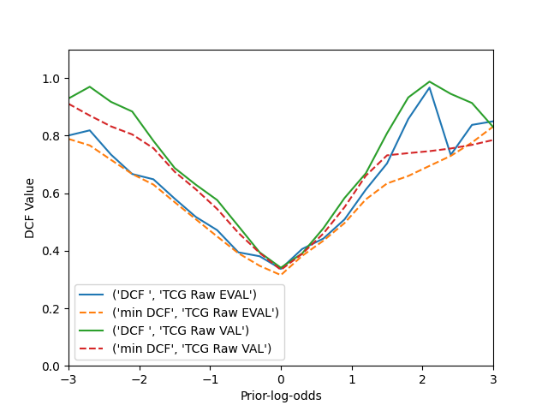 1.0
0.8
0.6
0.4
0.2
0.0
DCF Value
('DCF ', 'TCG Raw EVAL')
('min DCF', 'TCG Raw EVAL')
('DCF ', 'TCG Raw VAL')
('min DCF', 'TCG Raw VAL')
−3 −2 −1 0 1 2 3
Prior-log-odds